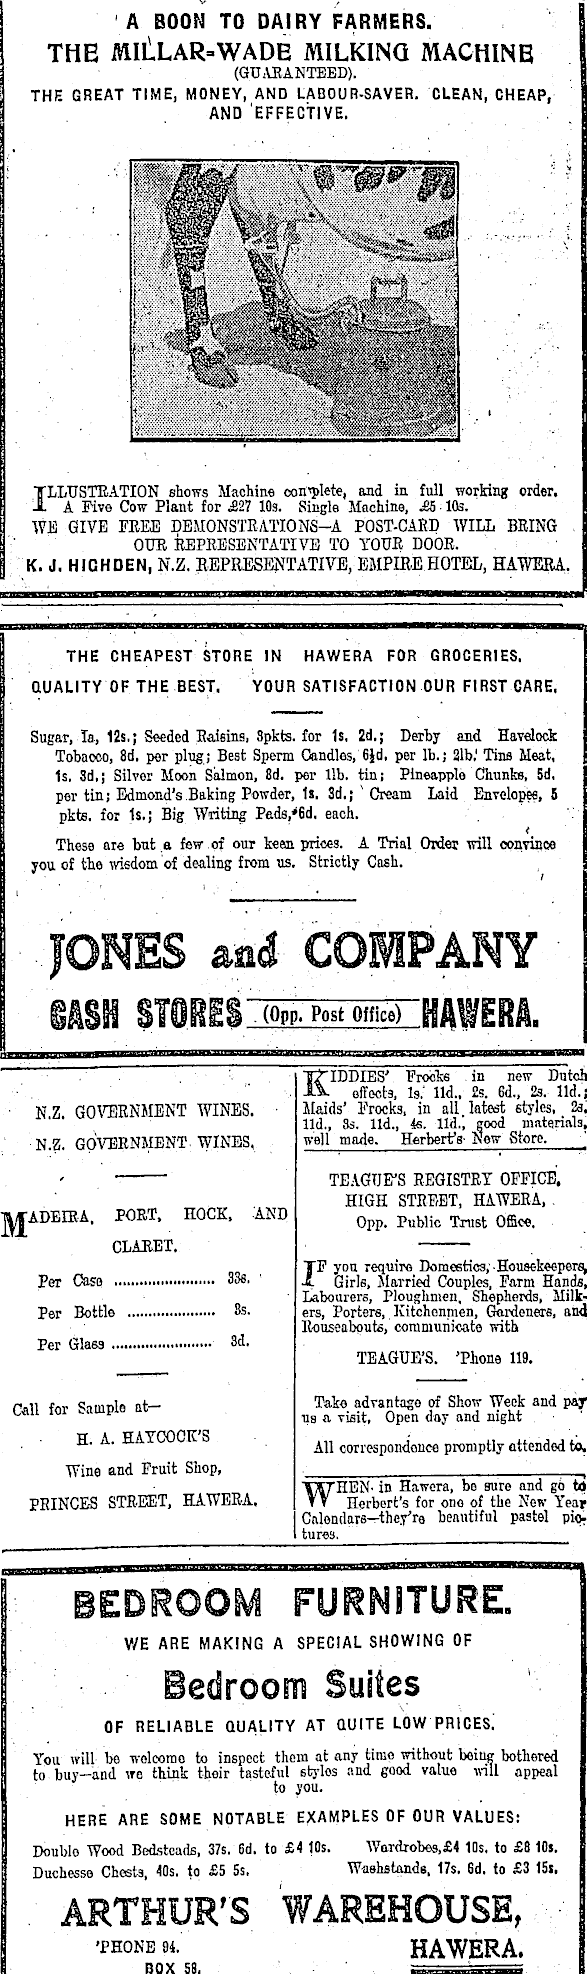 A BOON TO DAIRY FARMERS.
THE MILLAR-WADE MILKING MACHINE
(GUARANTEED).
THE GREAT TIME, MONEY, AND LABOUR-SAVER. CLEAN, CHEAP,
AND EFFECTIVE.
ILLUSTRATION shows Machine complete, and in full working order.
A Five Cow Plant for £27 10s. Single Machine, £5 10s.
WE GIVE FREE DEMONSTRATIONS—A POST-CARD WILL BRING
OUR REPRESENTATIVE TO YOUR DOOR.
K. J. HIGHDEN, N.Z. REPRESENTATIVE, EMPIRE HOTEL, HAWERA.
THE CHEAPEST STORE IN HAWERA FOR GROCERIES.
QUALITY OF THE BEST. YOUR SATISFACTION OUR FIRST CARE.
Sugar, Ia, 12s.; Seeded Raisins, 3pkts. for 1s. 2d.; Derby and Havelock
Tobacco, 8d. per plug; Best Sperm Candles, 6½d. per lb.; 2lb. Tins Meat,
1s. 3d.; Silver Moon Salmon, 8d. per 1lb. tin; Pineapple Chunks, 5d.
per tin; Edmond's Baking Powder, 1s. 3d.; Cream Laid Envelopes, 5
pkts. for 1s.; Big Writing Pads, 6d. each.
These are but a few of our keen prices. A Trial Order will convince
you of the wisdom of dealing from us. Strictly Cash.
JONES and COMPANY
CASH STORES (Opp. Post Office) HAWERA.
N.Z. GOVERNMENT WINES.
N.Z. GOVERNMENT WINES.
MADEIRA, PORT, HOCK, AND
CLARET.
Per Case ........................ 33s.
Per Bottle ..................... 3s.
Per Glass ........................ 3d.
Call for Sample at—
H. A. HAYCOCK'S
Wine and Fruit Shop,
PRINCES STREET, HAWERA.
KIDDIES' Frocks in new Dutch
effects, 1s. 11d., 2s. 6d., 2s. 11d.;
Maids' Frocks, in all latest styles, 2s.
11d., 3s. 11d., 4s. 11d., good materials,
well made. Herbert's New Store.
TEAGUE'S REGISTRY OFFICE,
HIGH STREET, HAWERA,
Opp. Public Trust Office.
IF you require Domestics, Housekeepers,
Girls, Married Couples, Farm Hands,
Labourers, Ploughmen, Shepherds, Milk-
ers, Porters, Kitchenmen, Gardeners, and
Rouseabouts, communicate with
TEAGUE'S. 'Phone 119.
Take advantage of Show Week and pay
us a visit. Open day and night
All correspondence promptly attended to.
WHEN in Hawera, be sure and go to
Herbert's for one of the New Year
Calendars—they're beautiful pastel pic-
tures.
BEDROOM FURNITURE.
WE ARE MAKING A SPECIAL SHOWING OF
Bedroom Suites
OF RELIABLE QUALITY AT QUITE LOW PRICES.
You will be welcome to inspect them at any time without being bothered
to buy—and we think their tasteful styles and good value will appeal
to you.
HERE ARE SOME NOTABLE EXAMPLES OF OUR VALUES:
Double Wood Bedsteads, 37s. 6d. to £4 10s. Wardrobes, £4 10s. to £8 10s.
Duchesse Chests, 40s. to £5 5s. Washstands, 17s. 6d. to £3 15s.
ARTHUR'S WAREHOUSE,
'PHONE 94. HAWERA.
BOX 58.